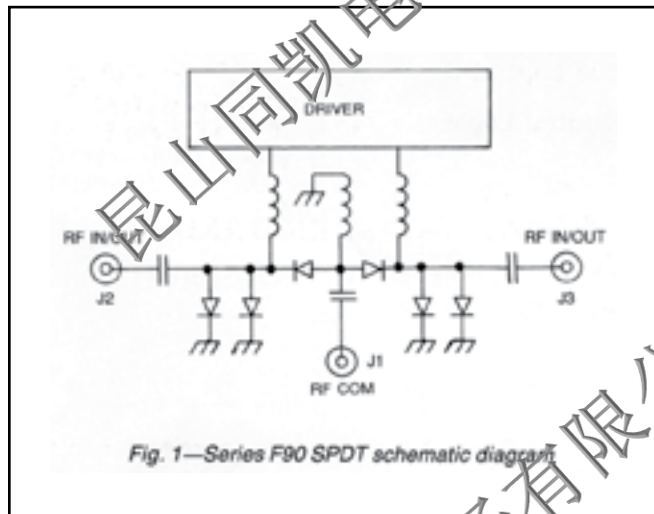 昆山同凯电
DRIVER
RF IN/OUT
RF IN/OUT
J2
J3
J1
RF COM
Fig. 1—Series F90 SPDT schematic diagram
有限公